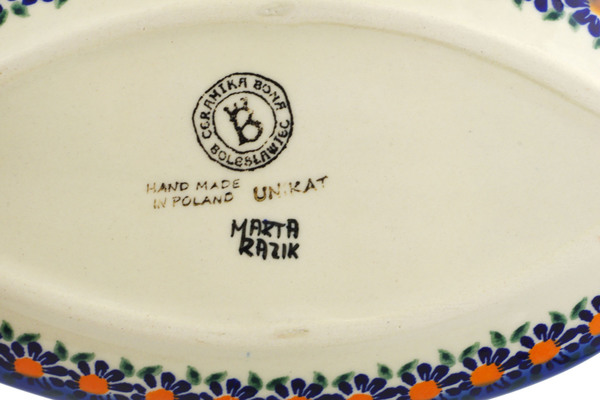 CERAMIKA BONA
B
BOLESŁAWIEC
HAND MADE
IN POLAND
UNIKAT
MARTA
RAZIK